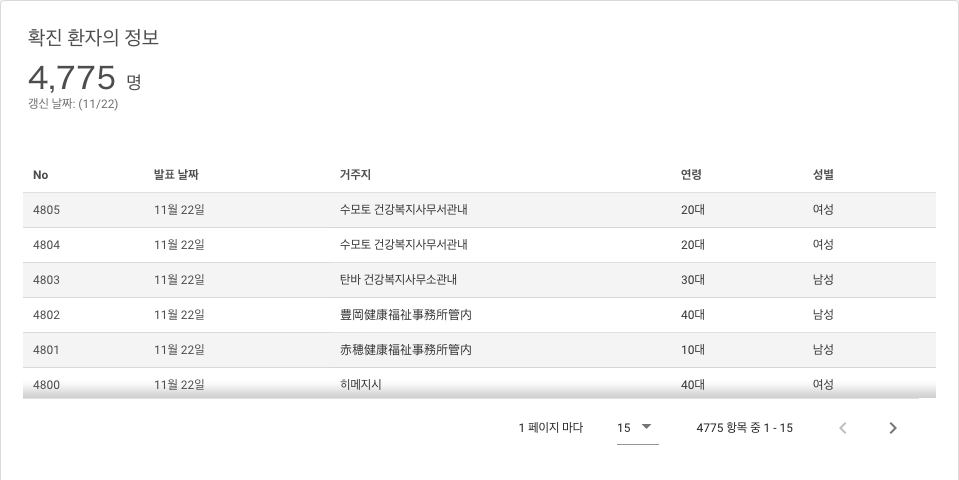 확진 환자의 정보
4,775 명
갱신 날짜: (11/22)
No 발표 날짜 거주지 연령 성별
4805 11월 22일 수모토 건강복지사무서관내 20대 여성
4804 11월 22일 수모토 건강복지사무서관내 20대 여성
4803 11월 22일 탄바 건강복지사무소관내 30대 남성
4802 11월 22일 豊岡健康福祉事務所管内 40대 남성
4801 11월 22일 赤穂健康福祉事務所管内 10대 남성
4800 11월 22일 히메지시 40대 여성
1 페이지 마다 15 4775 항목 중 1 - 15